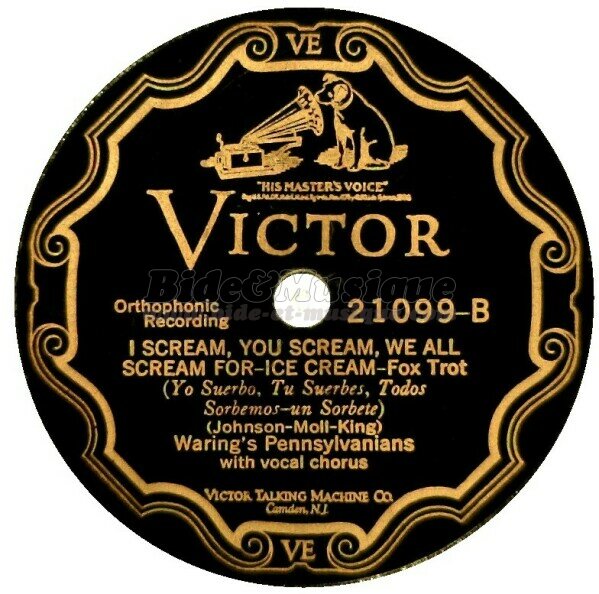 VE
"HIS MASTER'S VOICE"
VICTOR
Bide&Musique
Orthophonic
Recording
21099-B
I SCREAM, YOU SCREAM, WE ALL
SCREAM FOR-ICE CREAM-Fox Trot
(Yo Suerbo, Tu Suerbes, Todos
Sorbemos-un Sorbete)
(Johnson-Moll-King)
Waring's Pennsylvanians
with vocal chorus
VICTOR TALKING MACHINE CO.
Camden, N.J.
VE